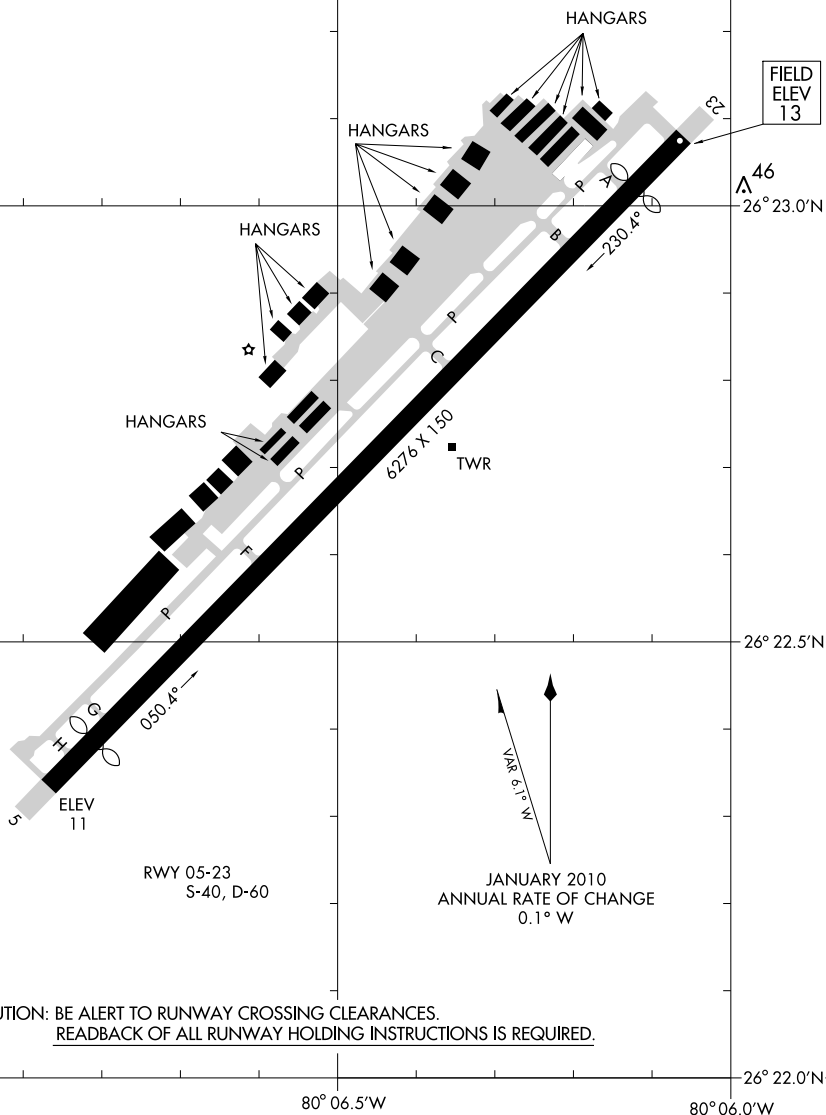 HANGARS
FIELD
ELEV
13
23
HANGARS
46
A
P
26° 23.0'N
HANGARS
B
230.4°
P
C
HANGARS
6276 X 150
TWR
P
F
P
26° 22.5'N
050.4°
G
H
VAR 6.1° W
ELEV
11
5
RWY 05-23
S-40, D-60
JANUARY 2010
ANNUAL RATE OF CHANGE
0.1° W
UTION: BE ALERT TO RUNWAY CROSSING CLEARANCES.
READBACK OF ALL RUNWAY HOLDING INSTRUCTIONS IS REQUIRED.
26° 22.0'N
80° 06.5'W
80° 06.0'W